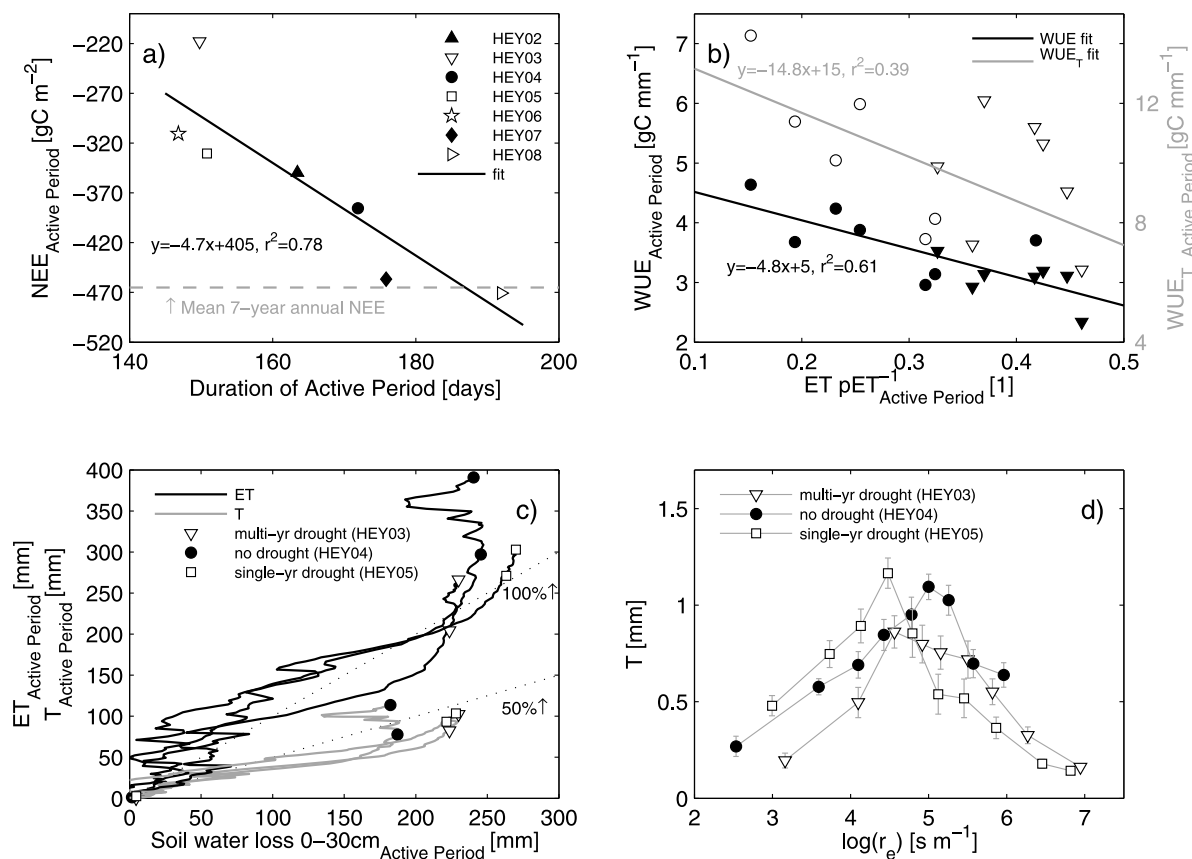 a)
NEE Active Period [gC m−2]
−220
−270
−320
−370
−420
−470
−520
HEY02
HEY03
HEY04
HEY05
HEY06
HEY07
HEY08
fit
y=−4.7x+405, r2=0.78
↑ Mean 7−year annual NEE
140
160
180
200
Duration of Active Period [days]
b)
WUE Active Period [gC mm−1]
7
6
5
4
3
2
WUE fit
WUET fit
y=−14.8x+15, r2=0.39
y=−4.8x+5, r2=0.61
12
8
4
WUET Active Period [gC mm−1]
0.1
0.2
0.3
0.4
0.5
ET pET−1 Active Period [1]
c)
ET Active Period [mm]
T Active Period [mm]
400
350
300
250
200
150
100
50
0
ET
T
multi−yr drought (HEY03)
no drought (HEY04)
single−yr drought (HEY05)
100%↑
50%↑
0
50
100
150
200
250
300
Soil water loss 0−30cm Active Period [mm]
d)
T [mm]
1.5
1
0.5
0
multi−yr drought (HEY03)
no drought (HEY04)
single−yr drought (HEY05)
2
3
4
5
6
7
log(re) [s m−1]